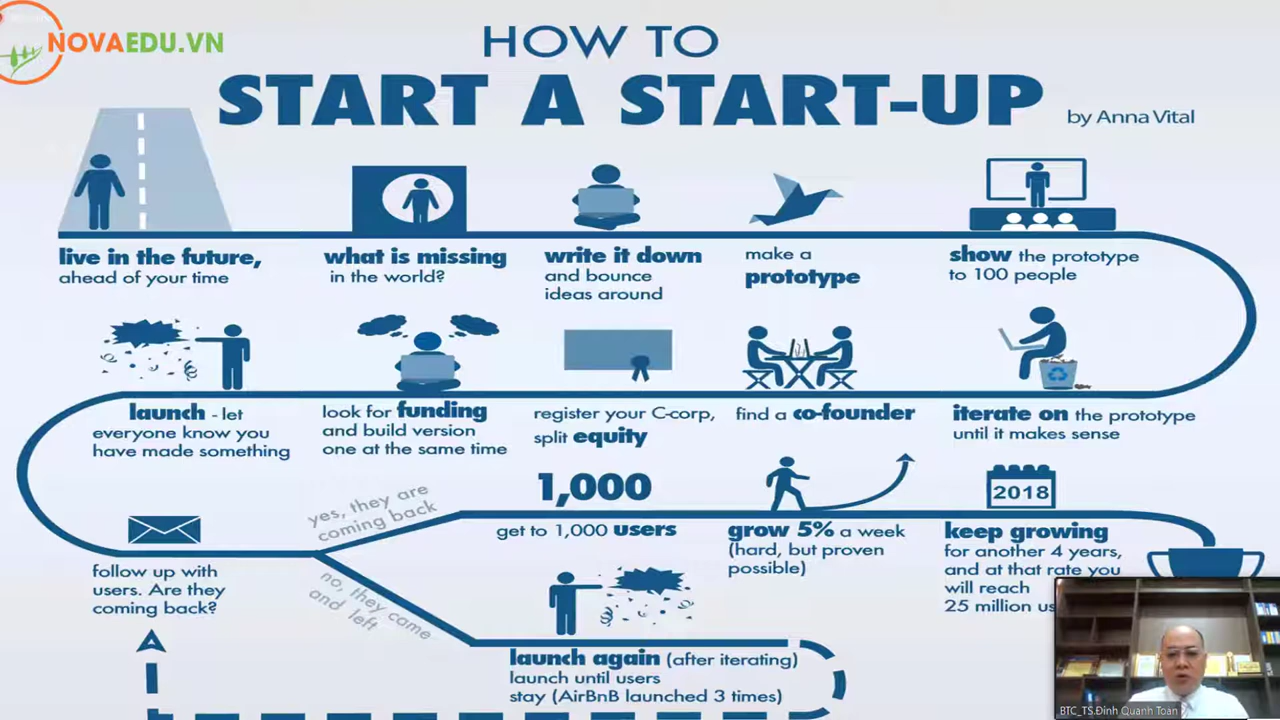 NOVAEDU.VN
HOW TO
START A START-UP
by Anna Vital
live in the future,
ahead of your time
what is missing
in the world?
write it down
and bounce
ideas around
make a
prototype
show the prototype
to 100 people
launch - let
everyone know you
have made something
look for funding
and build version
one at the same time
register your C-corp,
split equity
find a co-founder
iterate on the prototype
until it makes sense
follow up with
users. Are they
coming back?
yes, they are
coming back
no, they came
and left
1,000
get to 1,000 users
grow 5% a week
(hard, but proven
possible)
2018
keep growing
for another 4 years,
and at that rate you
will reach
25 million us
launch again (after iterating)
launch until users
stay (AirBnB launched 3 times)
BTC_TS.Đinh Quanh Toan